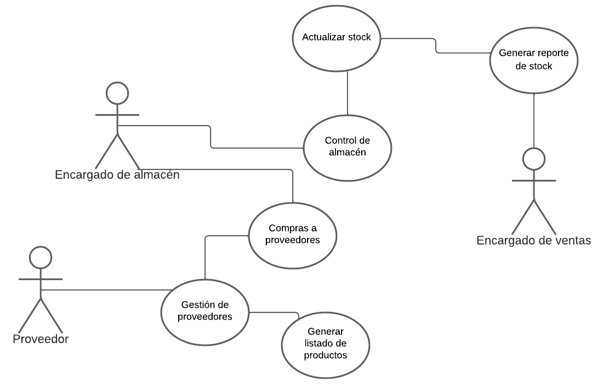 Actualizar stock
Generar reporte
de stock
Control de
almacén
Encargado de almacén
Compras a
proveedores
Encargado de ventas
Gestión de
proveedores
Proveedor
Generar
listado de
productos